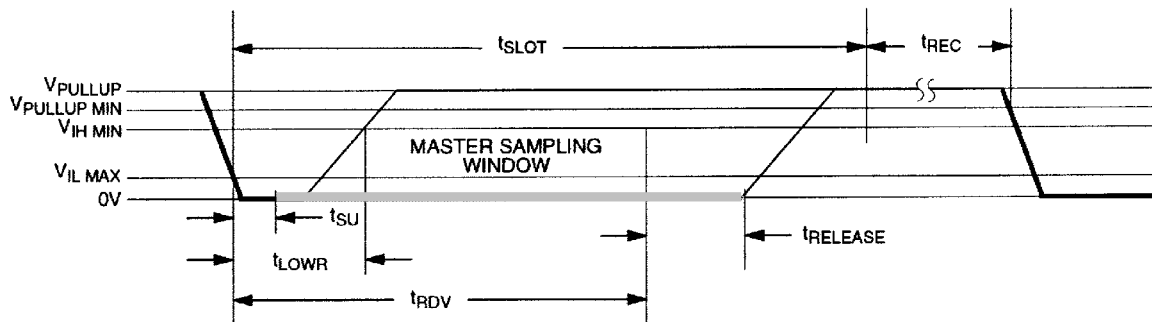 tSLOT
tREC
VPULLUP
VPULLUP MIN
VIH MIN
MASTER SAMPLING
WINDOW
VIL MAX
0V
tSU
tRELEASE
tLOWR
tRDV